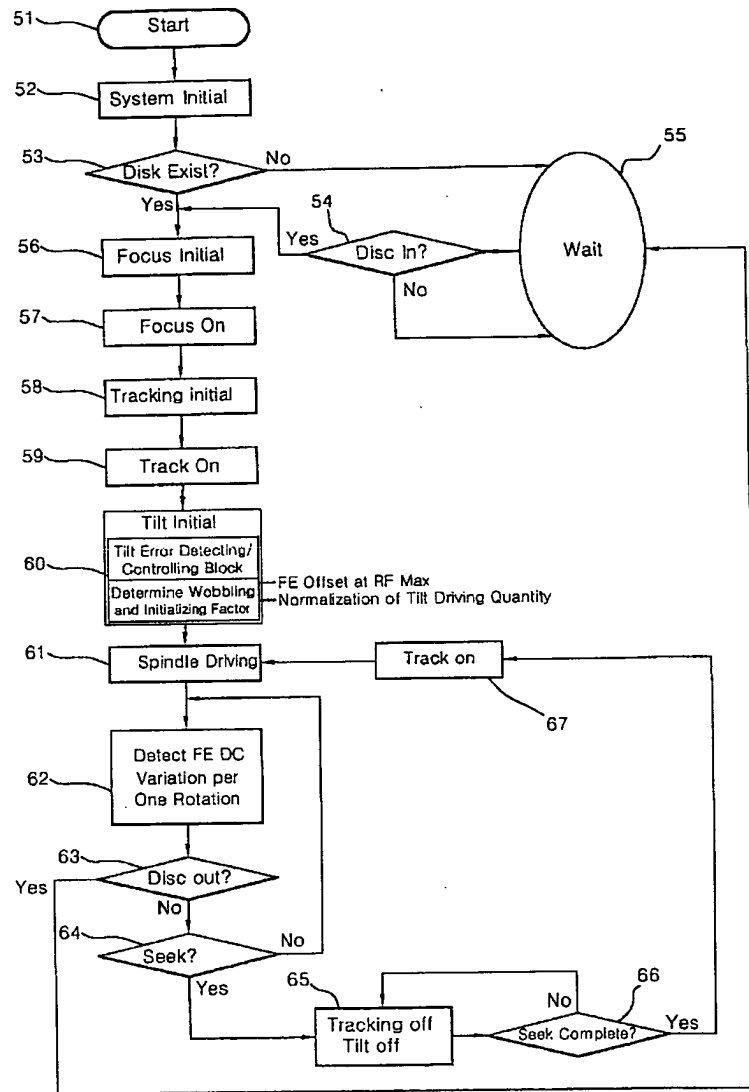 51
Start
52
System Initial
53
Disk Exist?
No
Yes
55
Wait
54
Yes
Disc In?
No
56
Focus Initial
57
Focus On
58
Tracking initial
59
Track On
Tilt Initial
60
Tilt Error Detecting/
Controlling Block
Determine Wobbling
and Initializing Factor
FE Offset at RF Max
Normalization of Tilt Driving Quantity
61
Spindle Driving
Track on
67
62
Detect FE DC
Variation per
One Rotation
63
Yes
Disc out?
No
64
Seek?
No
Yes
65
Tracking off
Tilt off
No
66
Seek Complete?
Yes